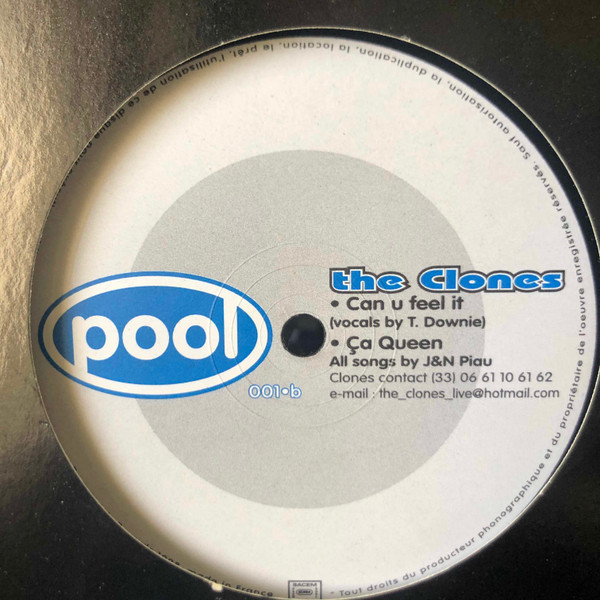 pool
001•b
the Clones
• Can u feel it
(vocals by T. Downie)
• Ça Queen
All songs by J&N Piau
Clones contact (33) 06 61 10 61 62
e-mail : the_clones_live@hotmail.com
in France
SACEM
• Tout droits du producteur phonographique et du propriétaire de l'oeuvre enregistrée réservés. Sauf autorisation, la duplication, la location, le prêt, l'utilisation de ce disque